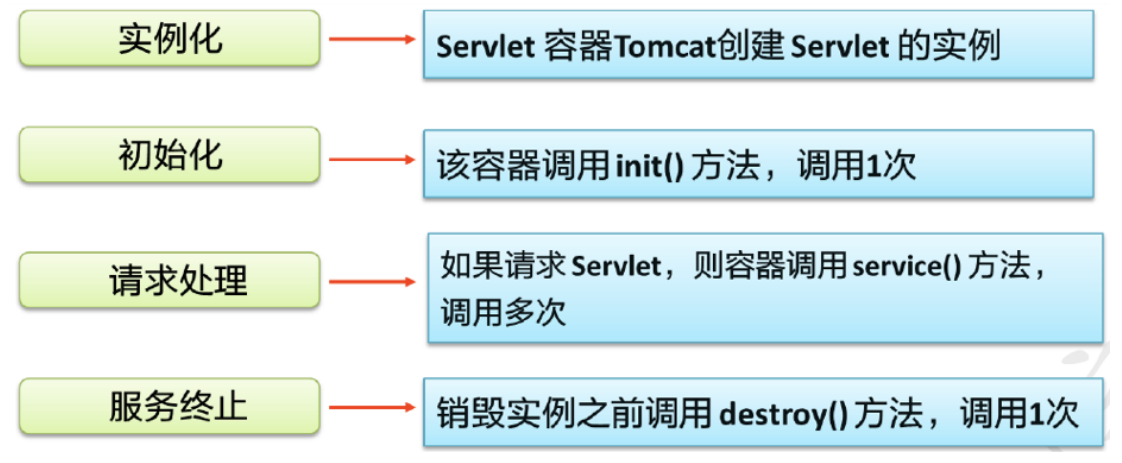 实例化
Servlet 容器Tomcat创建 Servlet 的实例
初始化
该容器调用 init() 方法，调用1次
请求处理
如果请求 Servlet，则容器调用 service() 方法，
调用多次
服务终止
销毁实例之前调用 destroy() 方法，调用1次